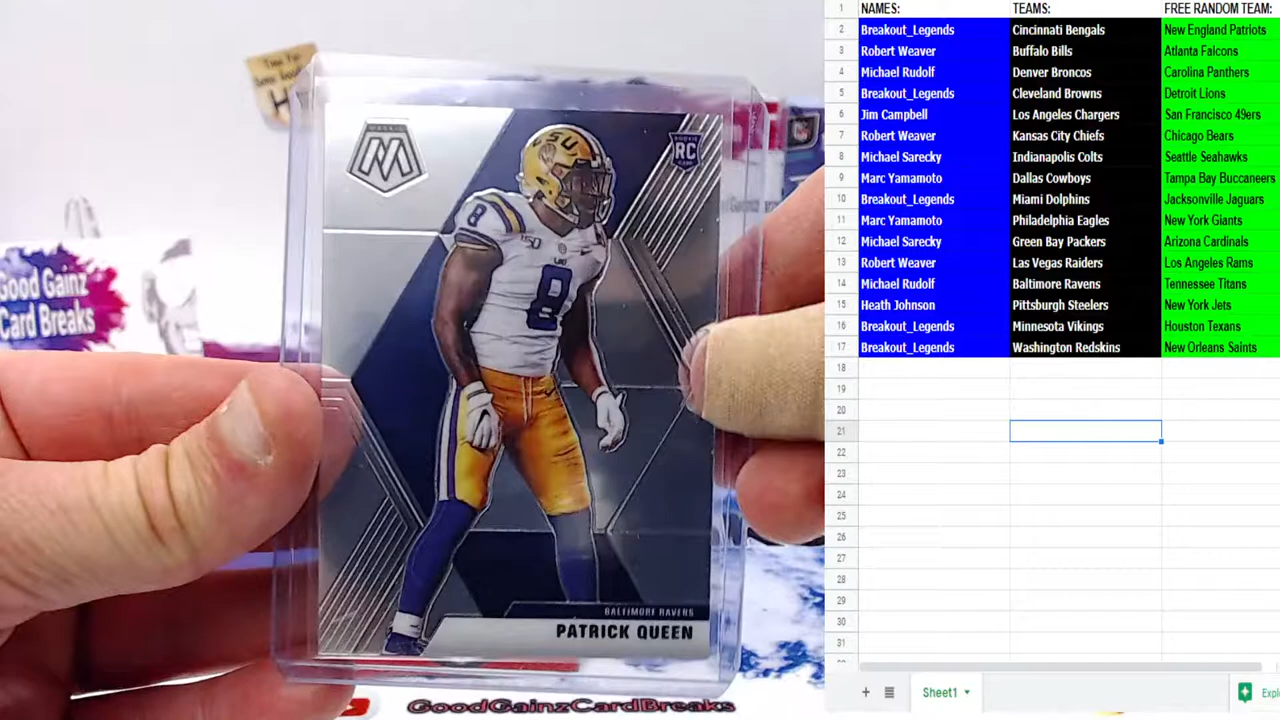 Good Gainz
Card Breaks
MOSAIC
ROOKIE
RC
CARD
LSU
8
150
8
BALTIMORE RAVENS
PATRICK QUEEN
GoodGainzCardBreaks
1 NAMES: TEAMS: FREE RANDOM TEAM:
2 Breakout_Legends Cincinnati Bengals New England Patriots
3 Robert Weaver Buffalo Bills Atlanta Falcons
4 Michael Rudolf Denver Broncos Carolina Panthers
5 Breakout_Legends Cleveland Browns Detroit Lions
6 Jim Campbell Los Angeles Chargers San Francisco 49ers
7 Robert Weaver Kansas City Chiefs Chicago Bears
8 Michael Sarecky Indianapolis Colts Seattle Seahawks
9 Marc Yamamoto Dallas Cowboys Tampa Bay Buccaneers
10 Breakout_Legends Miami Dolphins Jacksonville Jaguars
11 Marc Yamamoto Philadelphia Eagles New York Giants
12 Michael Sarecky Green Bay Packers Arizona Cardinals
13 Robert Weaver Las Vegas Raiders Los Angeles Rams
14 Michael Rudolf Baltimore Ravens Tennessee Titans
15 Heath Johnson Pittsburgh Steelers New York Jets
16 Breakout_Legends Minnesota Vikings Houston Texans
17 Breakout_Legends Washington Redskins New Orleans Saints
18
19
20
21
22
23
24
25
26
27
28
29
30
31
Sheet1
Explo